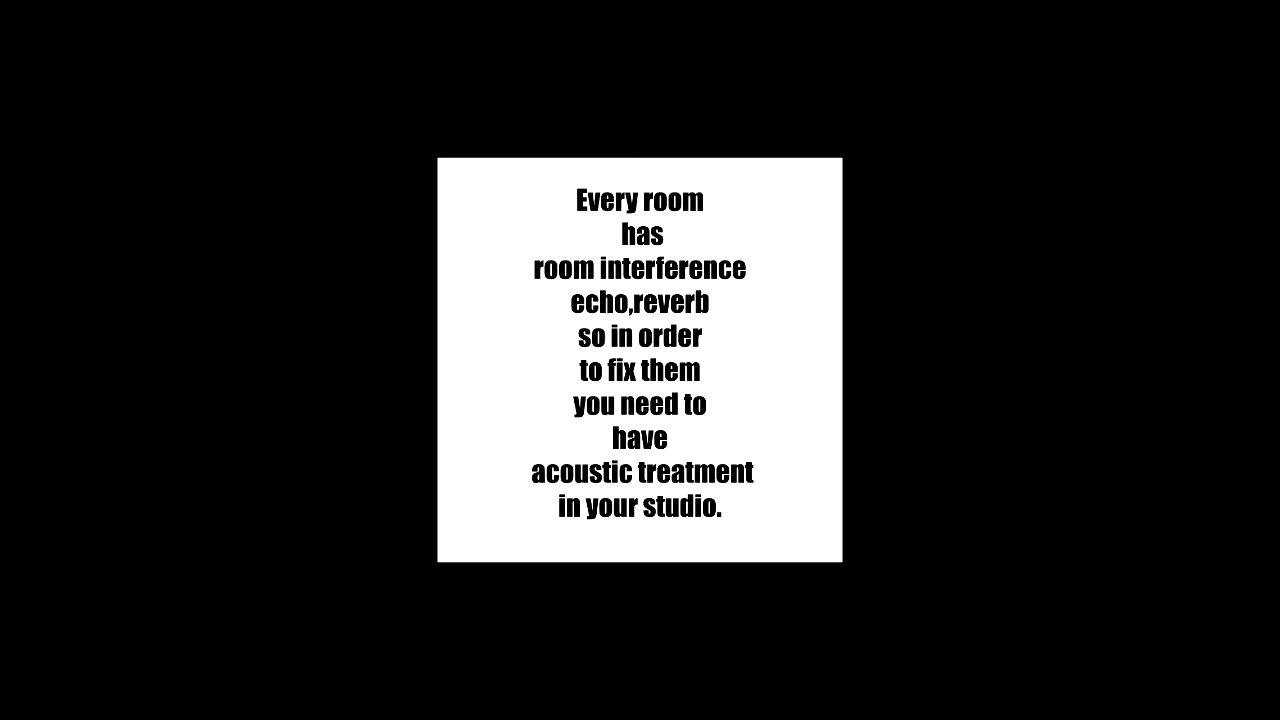 Every room
has
room interference
echo,reverb
so in order
to fix them
you need to
have
acoustic treatment
in your studio.